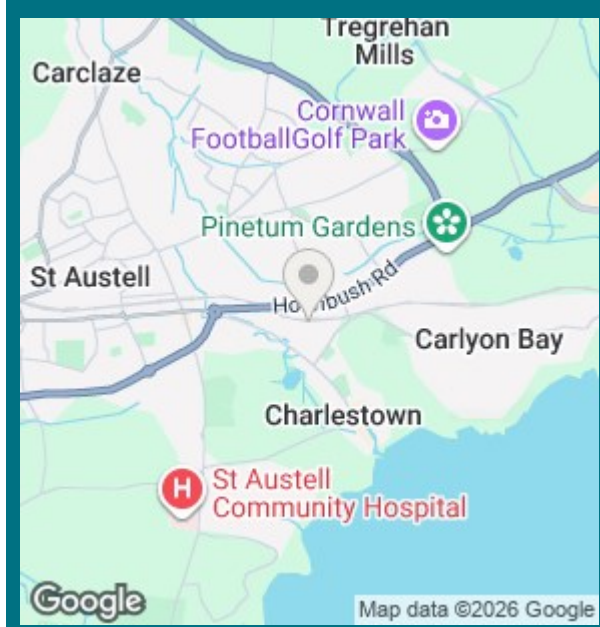 Tregrehan
Mills
Carclaze
Cornwall
FootballGolf Park
Pinetum Gardens
St Austell
Carlyon Bay
Charlestown
H
St Austell
Community Hospital
Google
Map data ©2026 Google